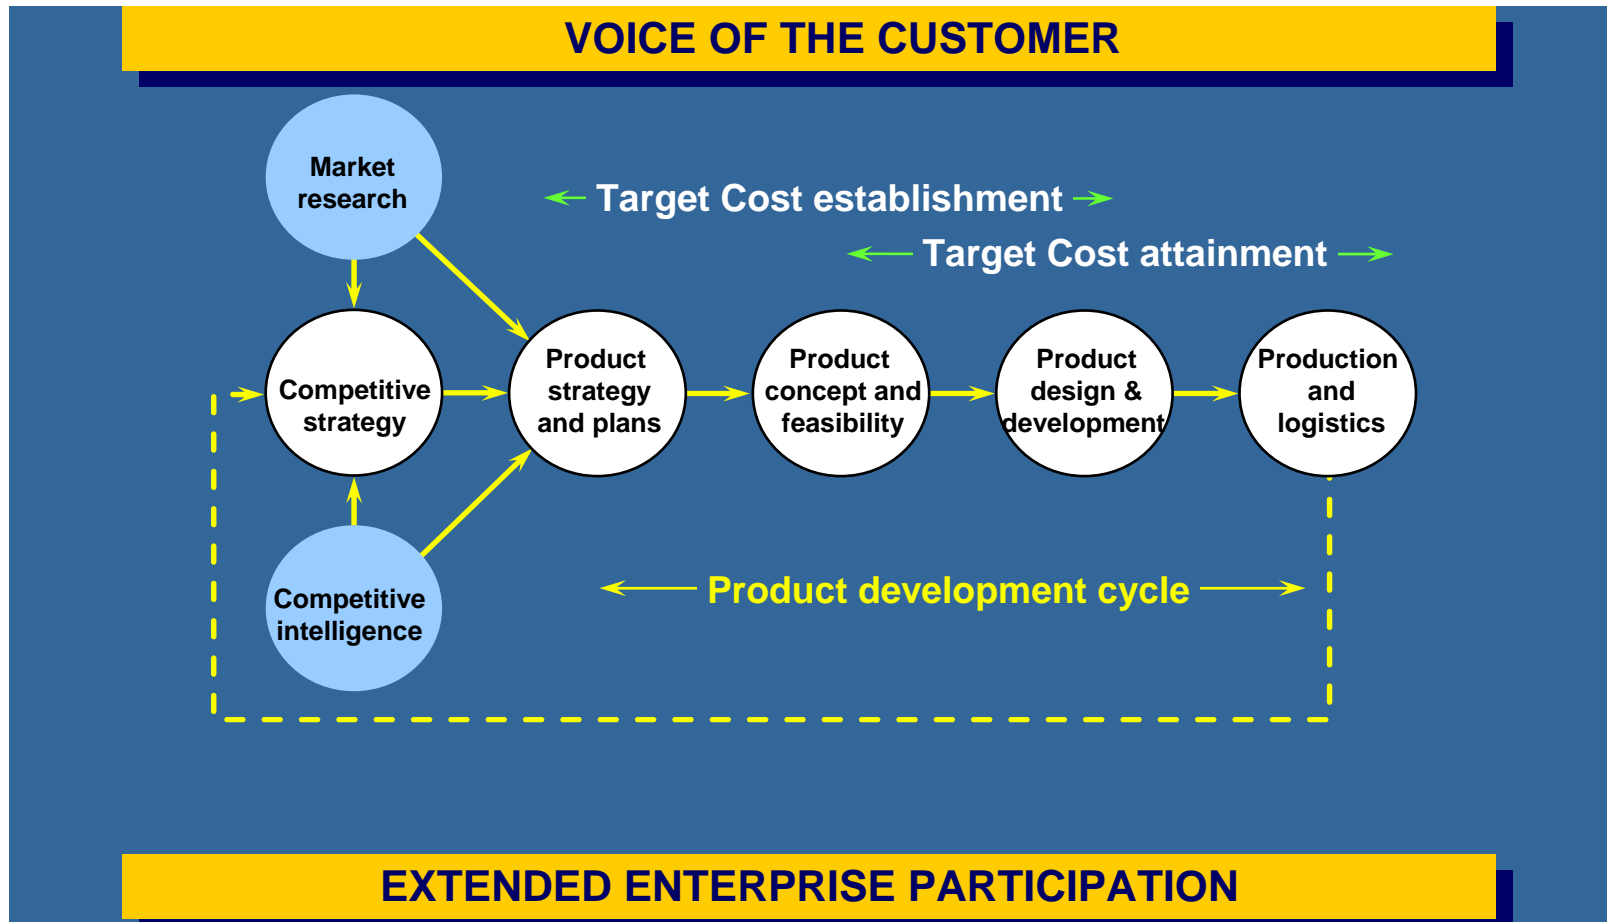 VOICE OF THE CUSTOMER
Market
research
Target Cost establishment
Target Cost attainment
Competitive
strategy
Product
strategy
and plans
Product
concept and
feasibility
Product
design &
development
Production
and
logistics
Competitive
intelligence
Product development cycle
EXTENDED ENTERPRISE PARTICIPATION